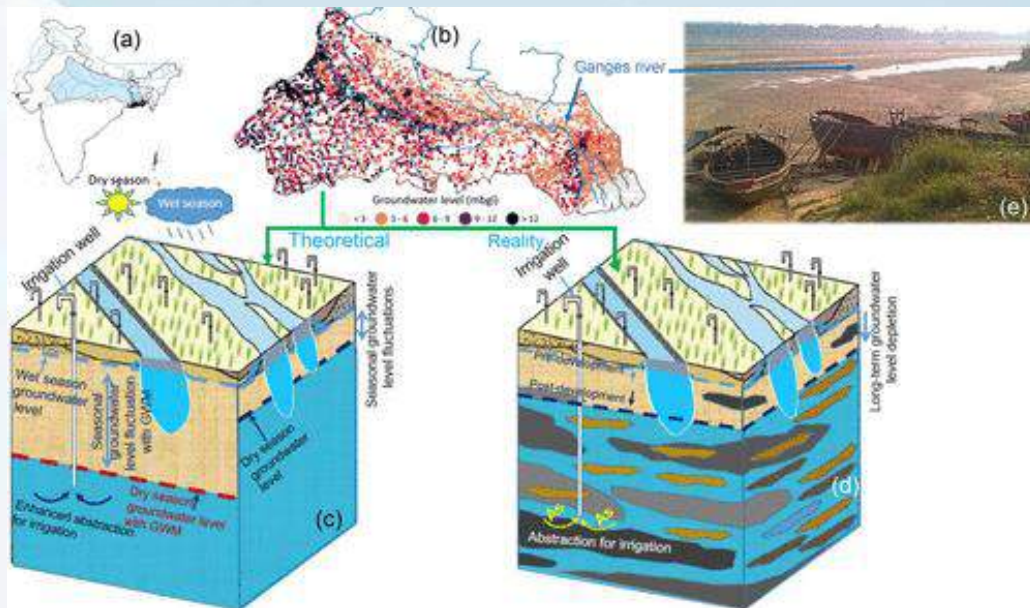 (a)
(b)
Ganges river
(e)
Dry season
Wet season
Groundwater level (mbgl)
< 3
3 - 6
6 - 9
9 - 12
> 12
Theoretical
Reality
Irrigation well
Seasonal groundwater
level fluctuations
Wet season
groundwater
level
Seasonal
groundwater
level fluctuation
with GWM
Dry season
groundwater
level
Dry season
groundwater level
with GWM
Enhanced abstraction
for irrigation
(c)
Irrigation
well
Pre-development
Post-development
Long-term groundwater
level depletion
(d)
As
As
Abstraction for irrigation